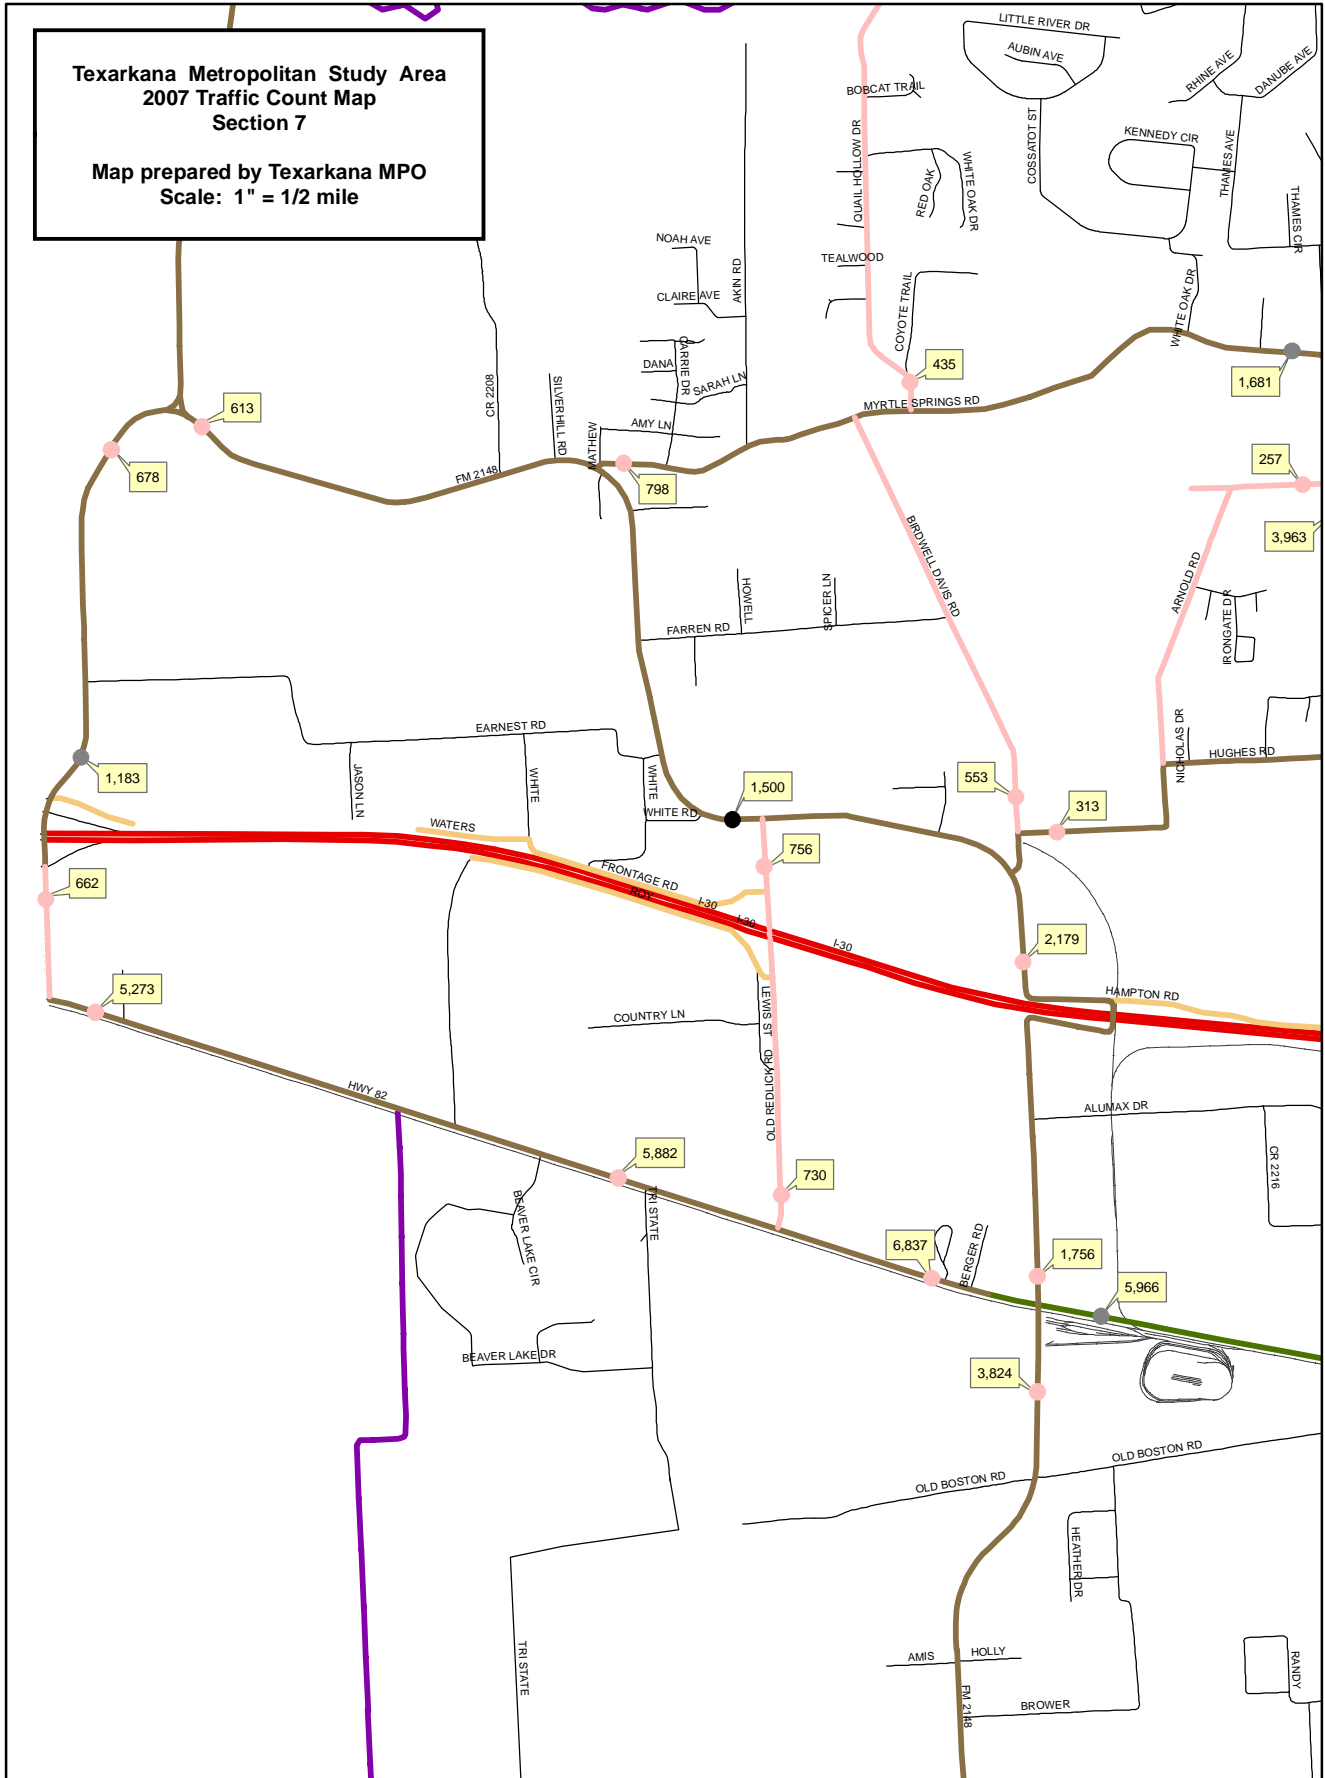 Texarkana Metropolitan Study Area
2007 Traffic Count Map
Section 7
Map prepared by Texarkana MPO
Scale: 1" = 1/2 mile
LITTLE RIVER DR
AUBIN AVE
RHINE AVE
DANUBE AVE
BOBCAT TRAIL
QUAIL HOLLOW DR
COSSATOT ST
KENNEDY CIR
THAMES AVE
WHITE OAK DR
RED OAK
THAMES CIR
NOAH AVE
AKIN RD
TEALWOOD
CLAIRE AVE
COYOTE TRAIL
WHITE OAK DR
435
1,681
CARRIE DR
DANA
SARAH LN
CR 2208
SILVERHILL RD
MYRTLE SPRINGS RD
613
MATHEW
AMY LN
678
FM 2148
798
257
3,963
BIRDWELL DAVIS RD
ARNOLD RD
HOWELL
SPICER LN
FARREN RD
IRONGATE DR
EARNEST RD
NICHOLAS DR
HUGHES RD
1,183
JASON LN
WHITE
WHITE
1,500
553
313
WHITE RD
WATERS
756
FRONTAGE RD
ROY
I-30
I-30
I-30
662
2,179
5,273
HAMPTON RD
LEWIS ST
COUNTRY LN
OLD REDLICK RD
HWY 82
ALUMAX DR
5,882
CR 2216
730
BEAVER LAKE CIR
TRI STATE
6,837
BERGER RD
1,756
5,966
BEAVER LAKE DR
3,824
OLD BOSTON RD
OLD BOSTON RD
HEATHER DR
TRI STATE
AMIS
HOLLY
RANDY
FM 2148
BROWER